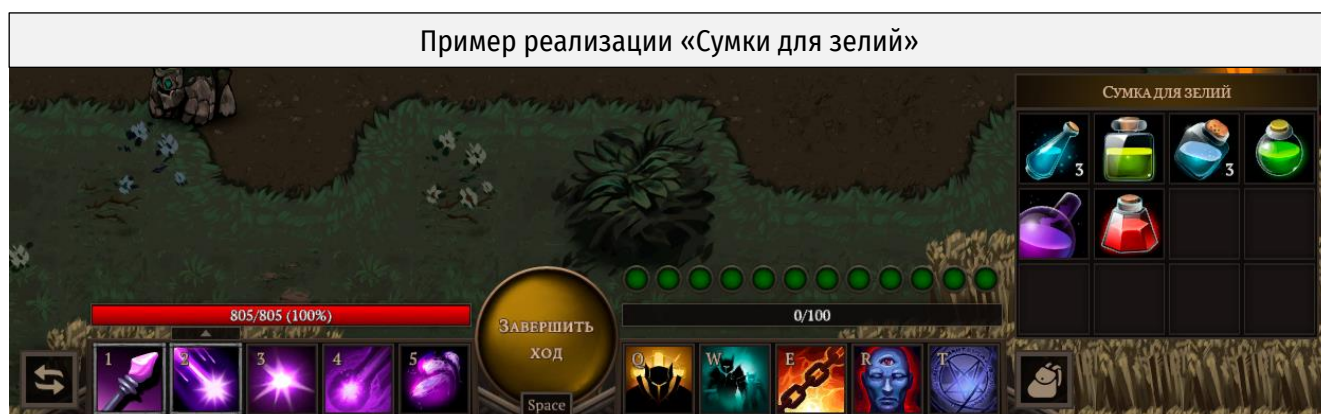 Пример реализации «Сумки для зелий»
Сумка для зелий
3
3
805/805 (100%)
0/100
Завершить
ход
Space
1
2
3
4
5
Q
W
E
R
T